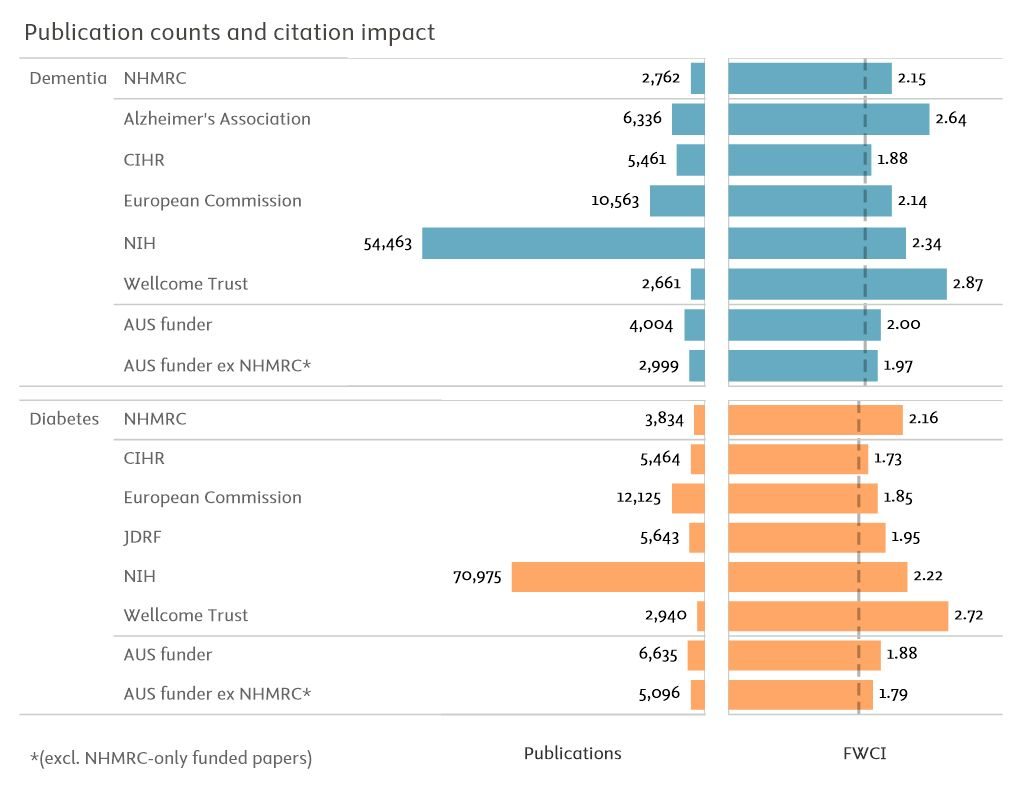 Publication counts and citation impact
Dementia NHMRC 2,762 2.15
Alzheimer's Association 6,336 2.64
CIHR 5,461 1.88
European Commission 10,563 2.14
NIH 54,463 2.34
Wellcome Trust 2,661 2.87
AUS funder 4,004 2.00
AUS funder ex NHMRC* 2,999 1.97
Diabetes NHMRC 3,834 2.16
CIHR 5,464 1.73
European Commission 12,125 1.85
JDRF 5,643 1.95
NIH 70,975 2.22
Wellcome Trust 2,940 2.72
AUS funder 6,635 1.88
AUS funder ex NHMRC* 5,096 1.79
*(excl. NHMRC-only funded papers) Publications FWCI